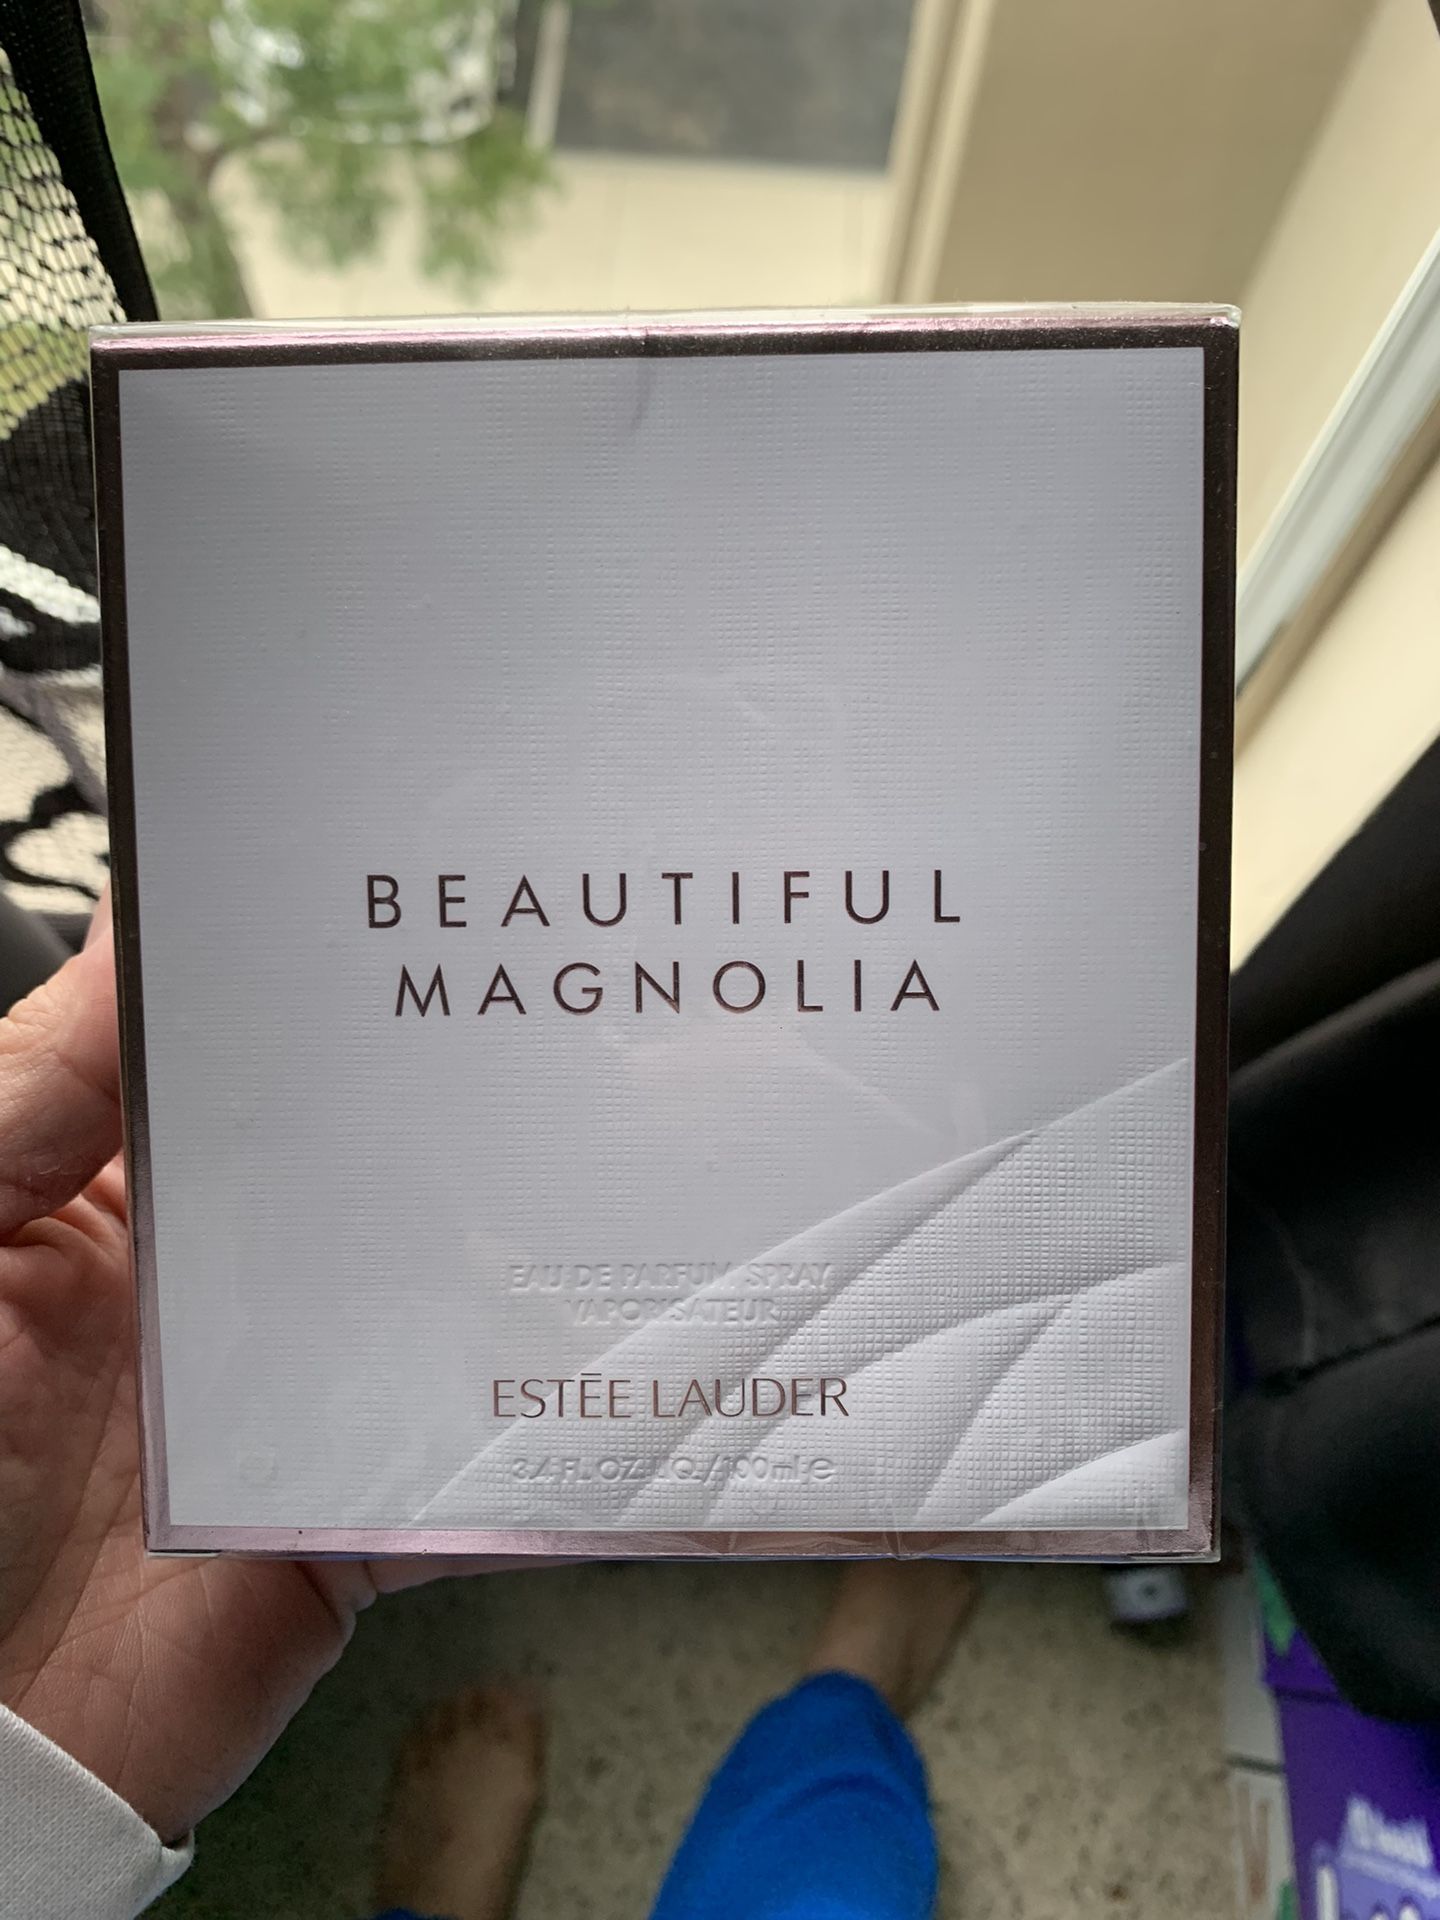 BEAUTIFUL
MAGNOLIA
EAU DE PARFUM SPRAY
VAPORISATEUR
ESTĒE LAUDER
3.4 FL. OZ. LIQ./100ml e